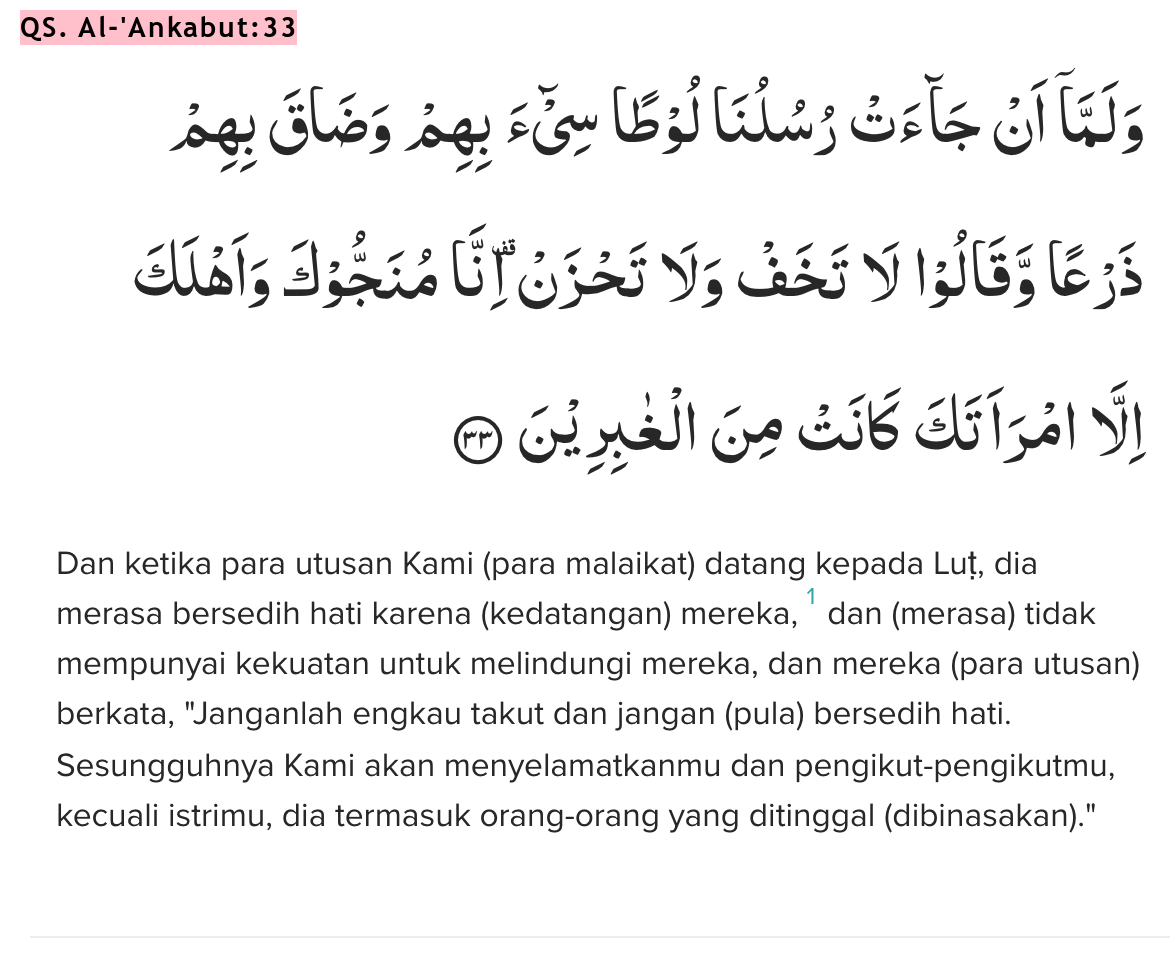 QS. Al-'Ankabut:33
وَلَمَّآ اَنْ جَاۤءَتْ رُسُلُنَا لُوْطًا سِيْۤءَ بِهِمْ وَضَاقَ بِهِمْ
ذَرْعًا وَّقَالُوْا لَا تَخَفْ وَلَا تَحْزَنْ ۗاِنَّا مُنَجُّوْكَ وَاَهْلَكَ
اِلَّا امْرَاَتَكَ كَانَتْ مِنَ الْغٰبِرِيْنَ ٣٣
Dan ketika para utusan Kami (para malaikat) datang kepada Luṭ, dia
merasa bersedih hati karena (kedatangan) mereka, 1 dan (merasa) tidak
mempunyai kekuatan untuk melindungi mereka, dan mereka (para utusan)
berkata, "Janganlah engkau takut dan jangan (pula) bersedih hati.
Sesungguhnya Kami akan menyelamatkanmu dan pengikut-pengikutmu,
kecuali istrimu, dia termasuk orang-orang yang ditinggal (dibinasakan)."